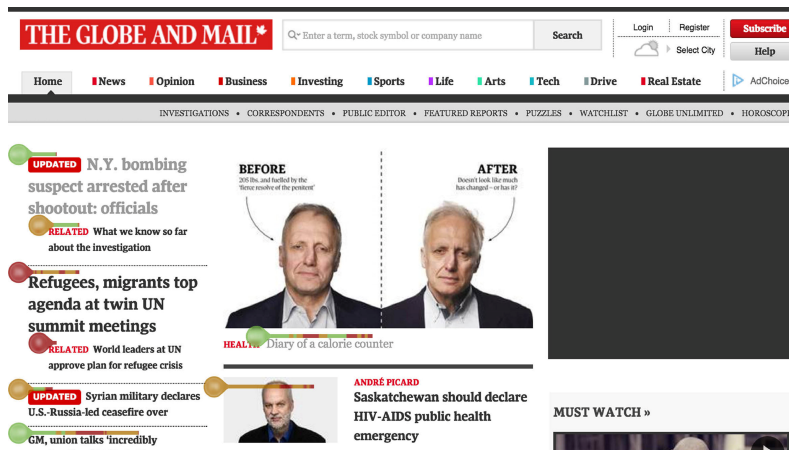 THE GLOBE AND MAIL
Enter a term, stock symbol or company name
Search
Login
Register
Select City
Subscribe
Help
Home
News
Opinion
Business
Investing
Sports
Life
Arts
Tech
Drive
Real Estate
AdChoice
INVESTIGATIONS • CORRESPONDENTS • PUBLIC EDITOR • FEATURED REPORTS • PUZZLES • WATCHLIST • GLOBE UNLIMITED • HOROSCOP
UPDATED N.Y. bombing
suspect arrested after
shootout: officials
RELATED What we know so far
about the investigation
Refugees, migrants top
agenda at twin UN
summit meetings
RELATED World leaders at UN
approve plan for refugee crisis
UPDATED Syrian military declares
U.S.-Russia-led ceasefire over
GM, union talks 'incredibly
BEFORE
205 lbs. and fuelled by the
'fierce resolve of the penitent'
AFTER
Doesn't look like much
has changed – or has it?
HEALTH Diary of a calorie counter
ANDRÉ PICARD
Saskatchewan should declare
HIV-AIDS public health
emergency
MUST WATCH »